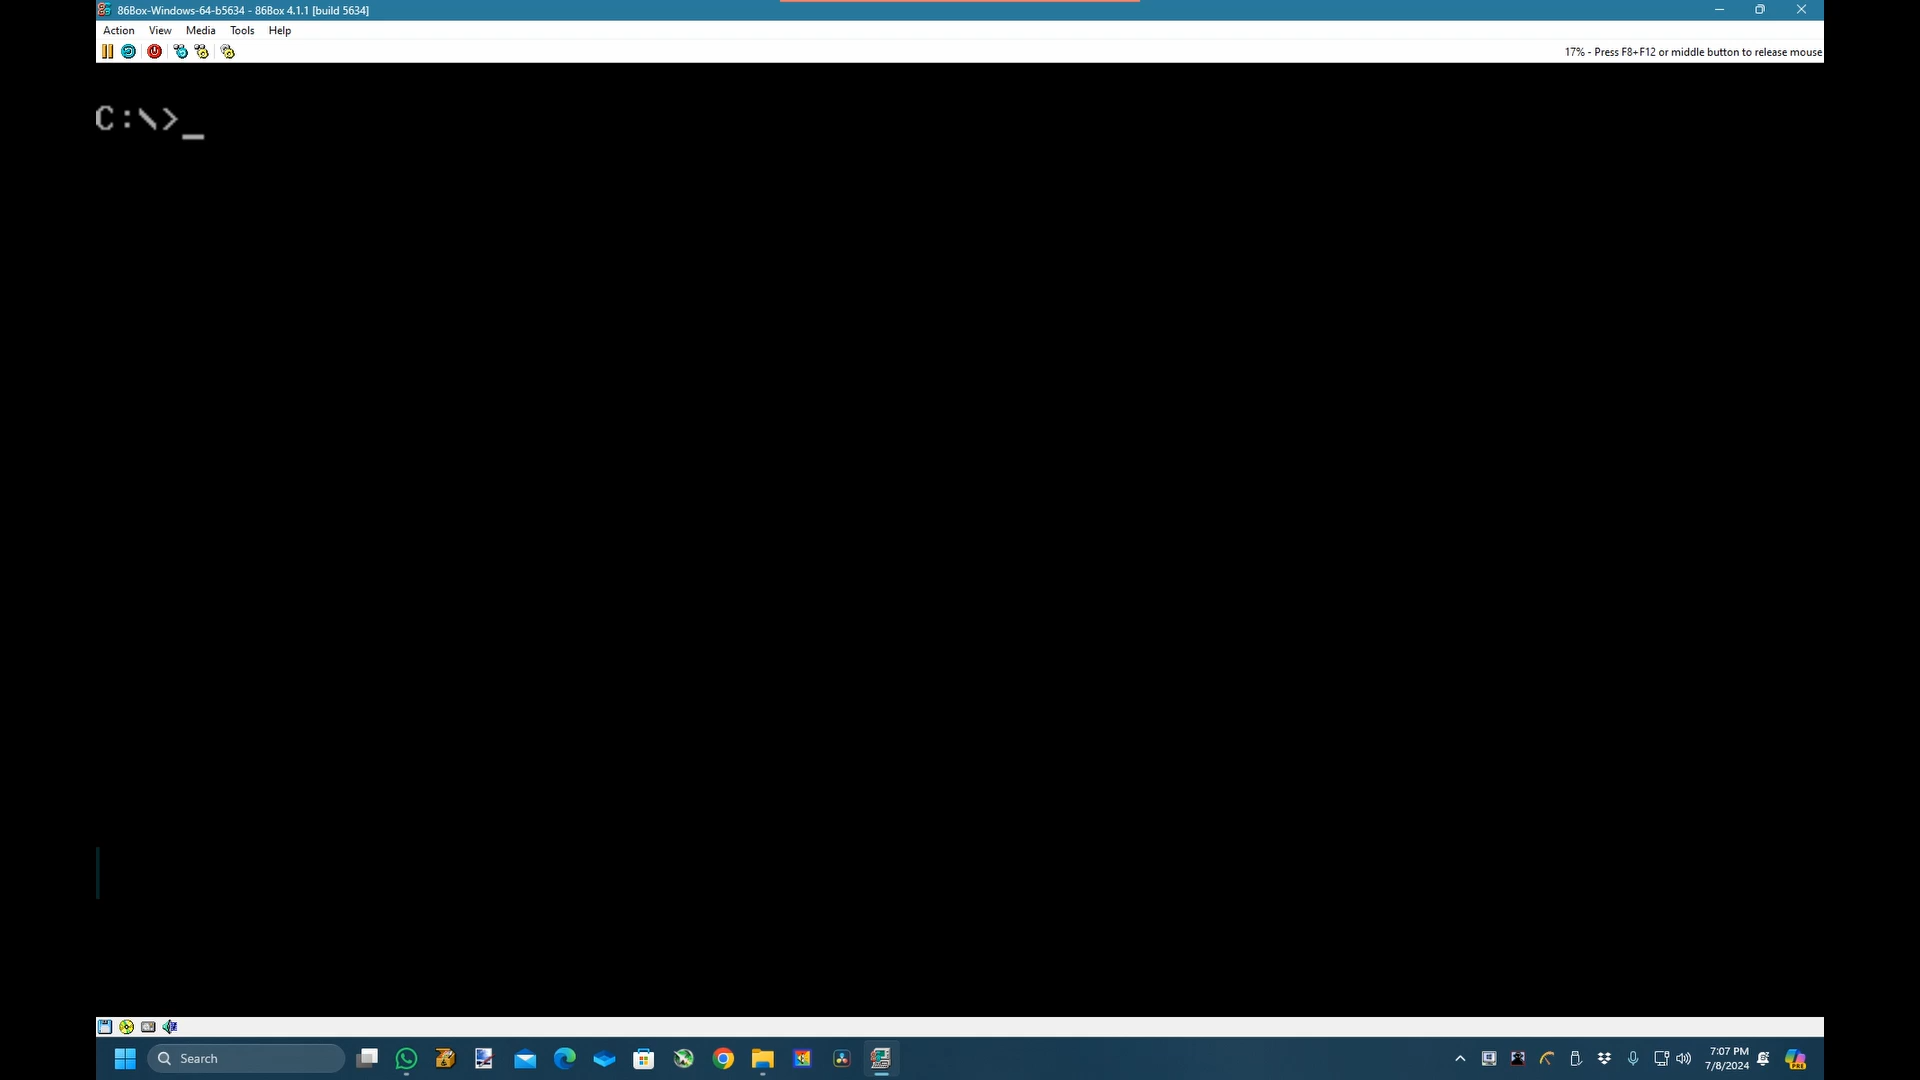 86Box-Windows-64-b5634 - 86Box 4.1.1 [build 5634]
Action View Media Tools Help
17% - Press F8+F12 or middle button to release mouse
C:\>_
Search
7:07 PM
7/8/2024
PRE